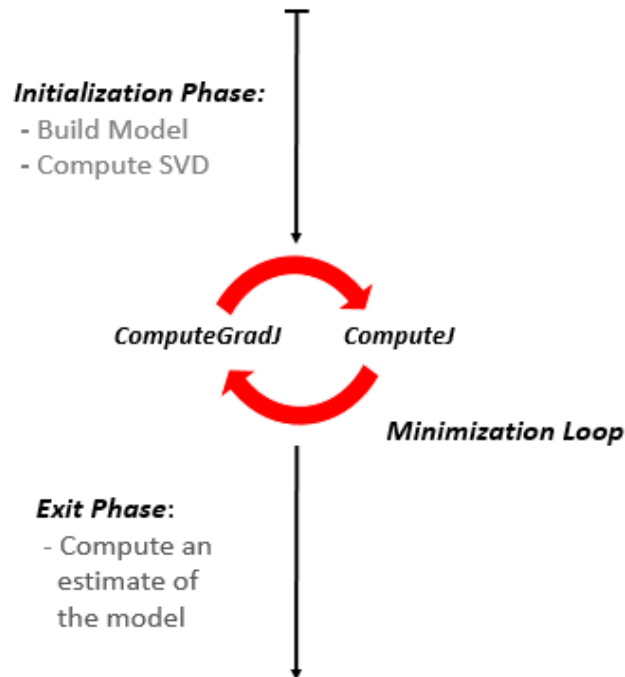 Initialization Phase:
- Build Model
- Compute SVD
ComputeGradJ
ComputeJ
Minimization Loop
Exit Phase:
- Compute an
estimate of
the model